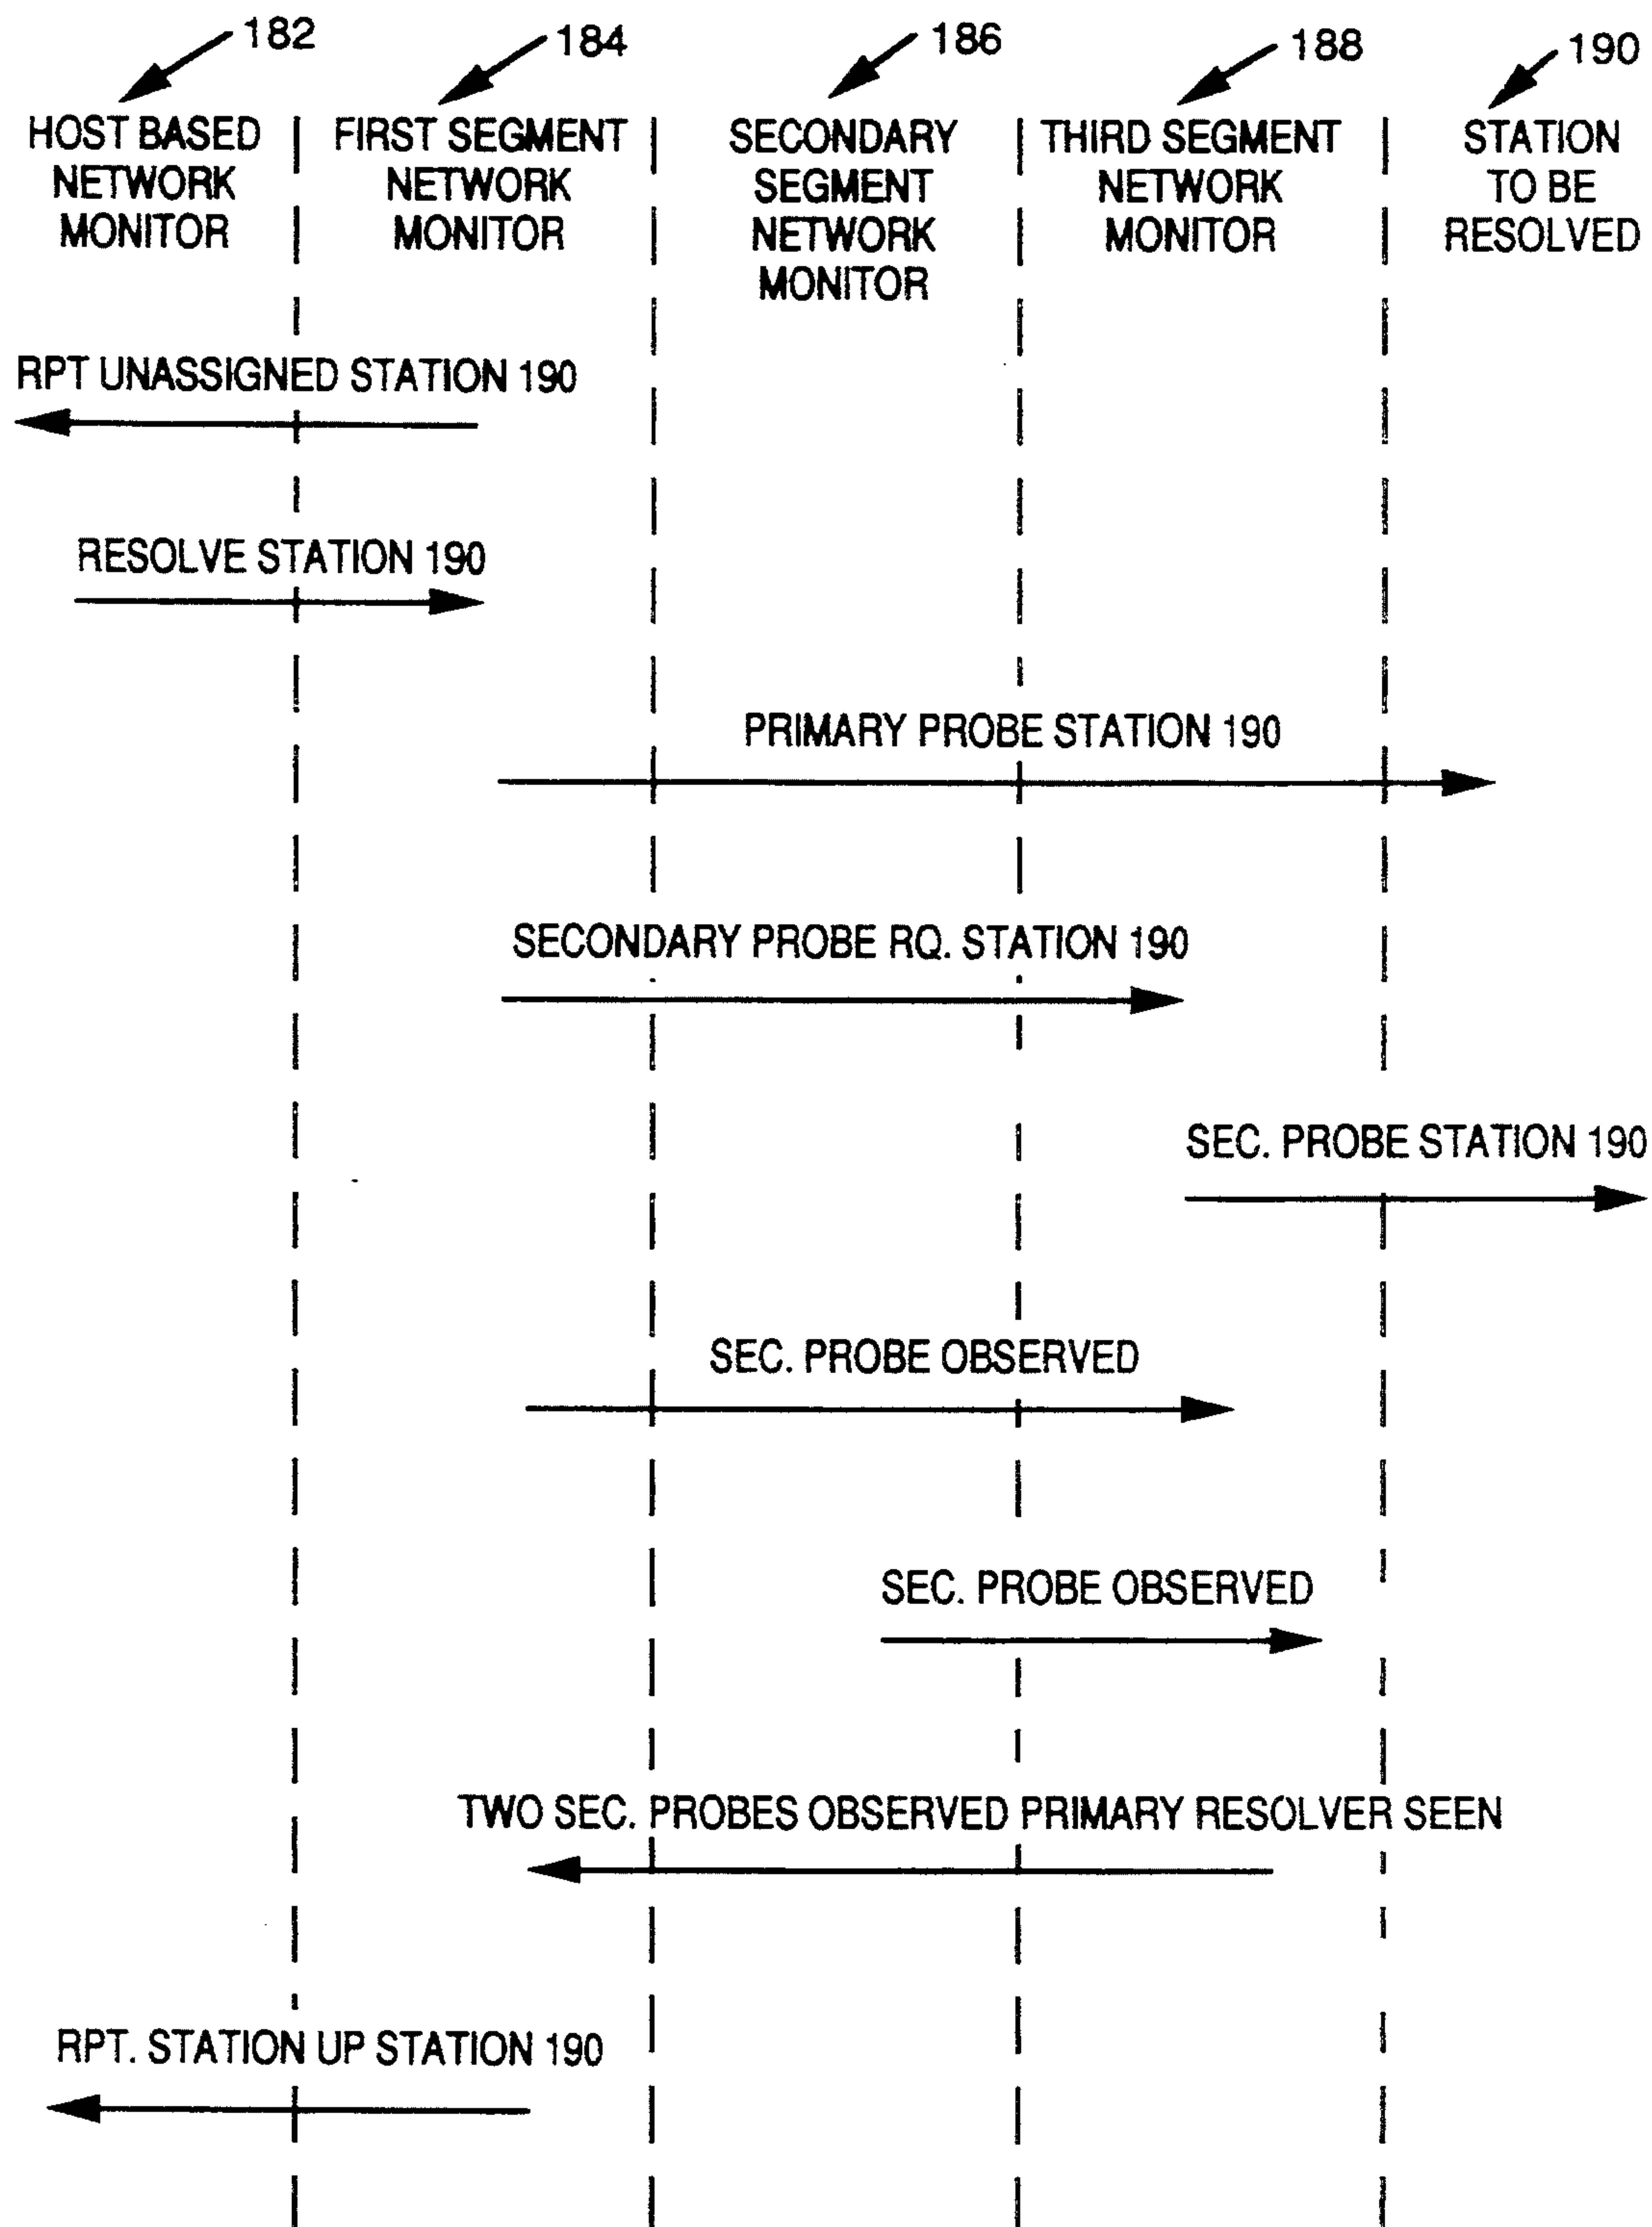 182
184
186
188
190
HOST BASED
NETWORK
MONITOR
FIRST SEGMENT
NETWORK
MONITOR
SECONDARY
SEGMENT
NETWORK
MONITOR
THIRD SEGMENT
NETWORK
MONITOR
STATION
TO BE
RESOLVED
RPT UNASSIGNED STATION 190
RESOLVE STATION 190
PRIMARY PROBE STATION 190
SECONDARY PROBE RQ. STATION 190
SEC. PROBE STATION 190
SEC. PROBE OBSERVED
SEC. PROBE OBSERVED
TWO SEC. PROBES OBSERVED PRIMARY RESOLVER SEEN
RPT. STATION UP STATION 190